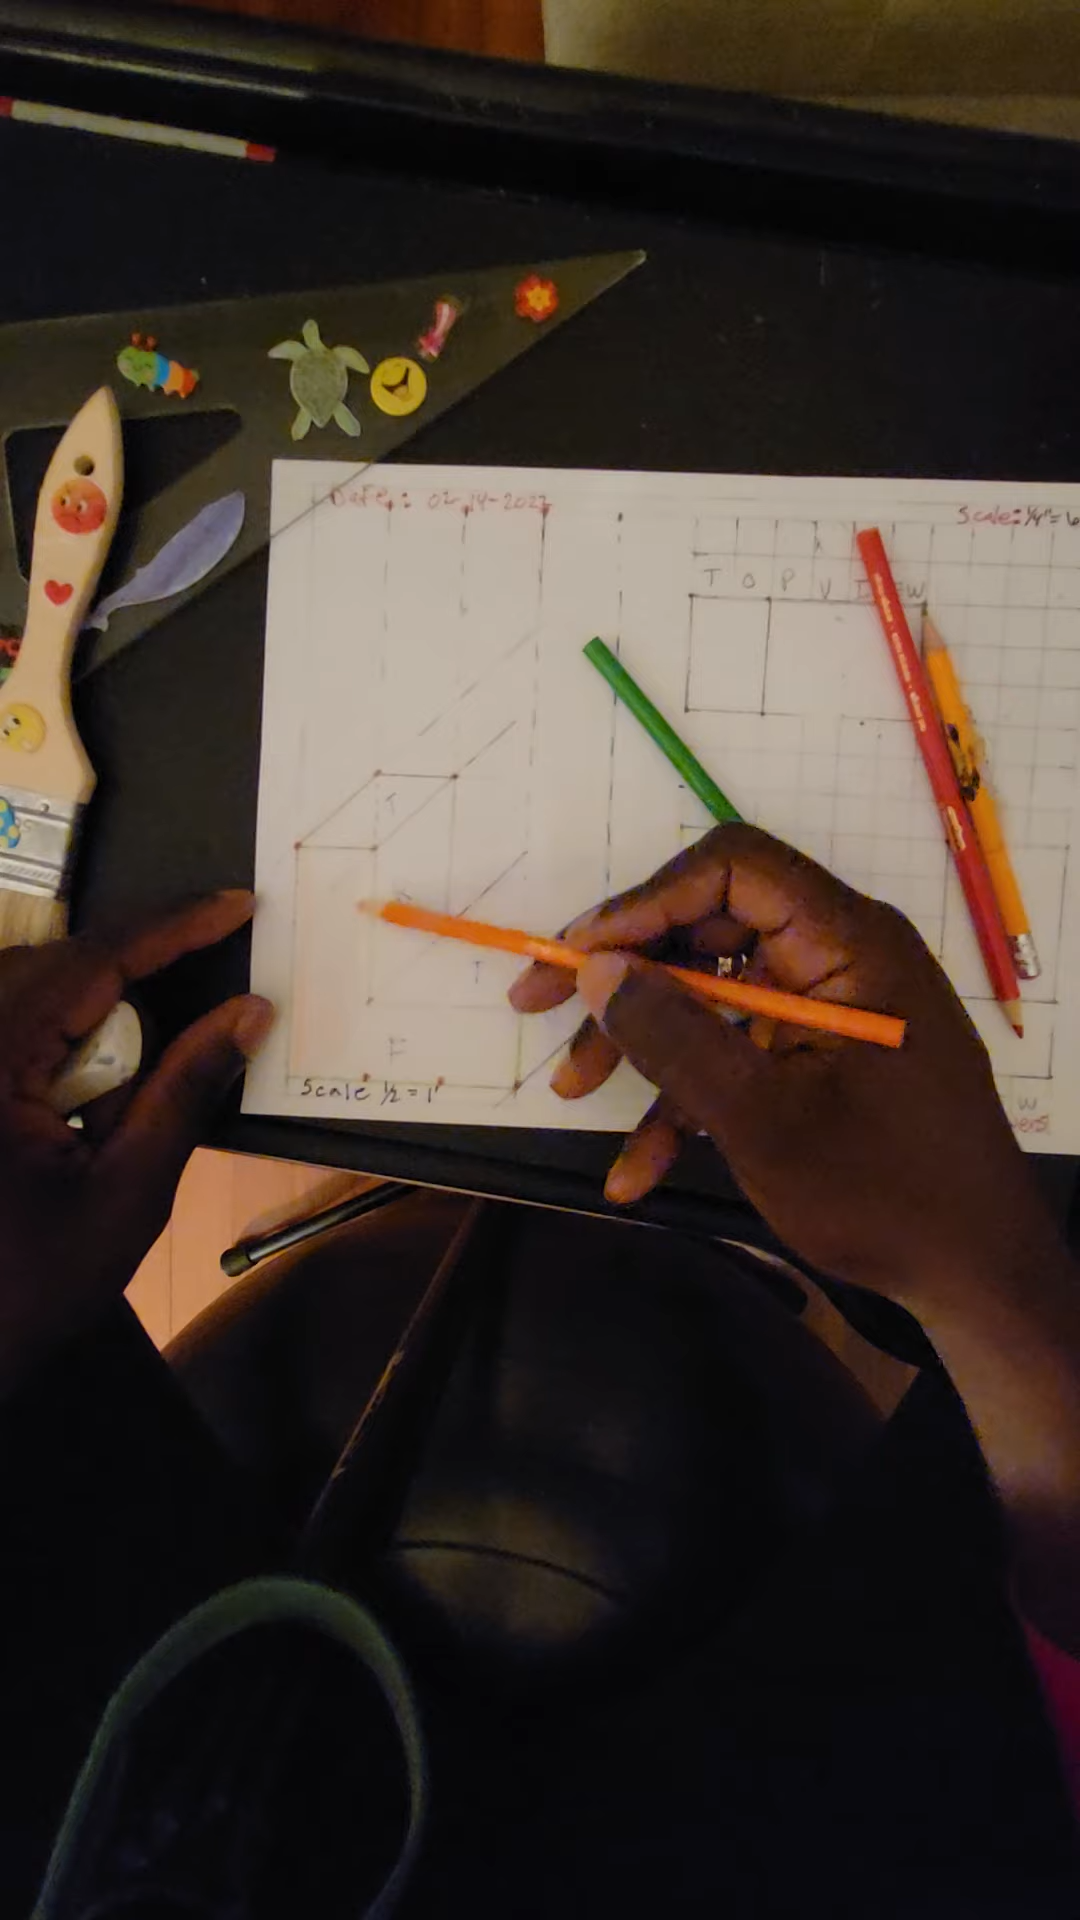 Date: 02-14-2022
Scale: 1/4"= 6
TOP VIEW
T
T
F
Scale 1/2 = 1'
W